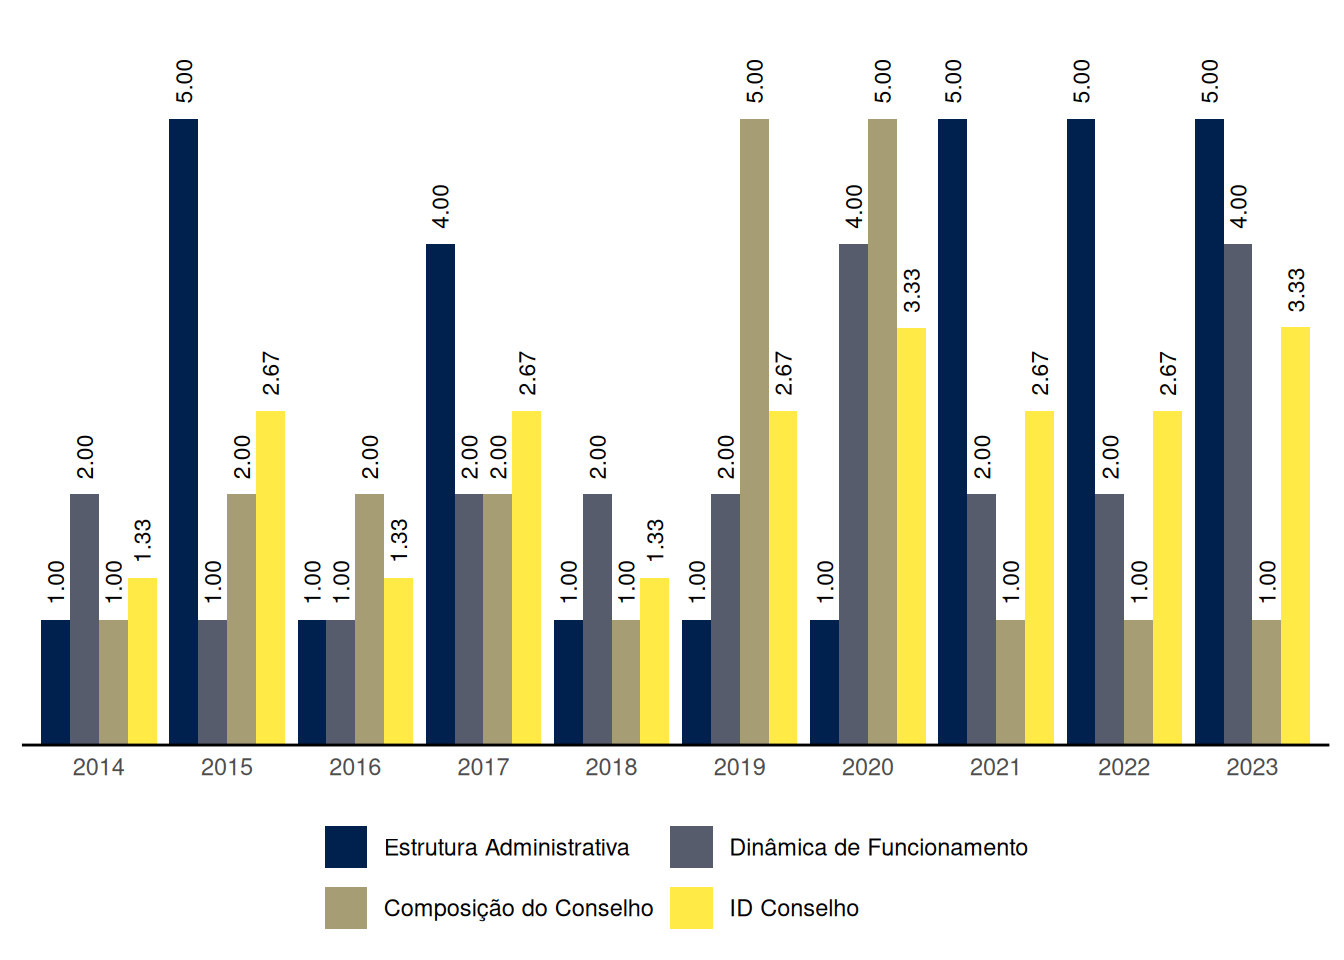 5.00 5.00 5.00 5.00 5.00 5.00
4.00 4.00 4.00
3.33 3.33
2.67 2.67 2.67 2.67 2.67
2.00 2.00 2.00 2.00 2.00 2.00 2.00 2.00 2.00
1.33 1.33 1.33
1.00 1.00 1.00 1.00 1.00 1.00 1.00 1.00 1.00 1.00 1.00 1.00
2014 2015 2016 2017 2018 2019 2020 2021 2022 2023
Estrutura Administrativa Dinâmica de Funcionamento
Composição do Conselho ID Conselho